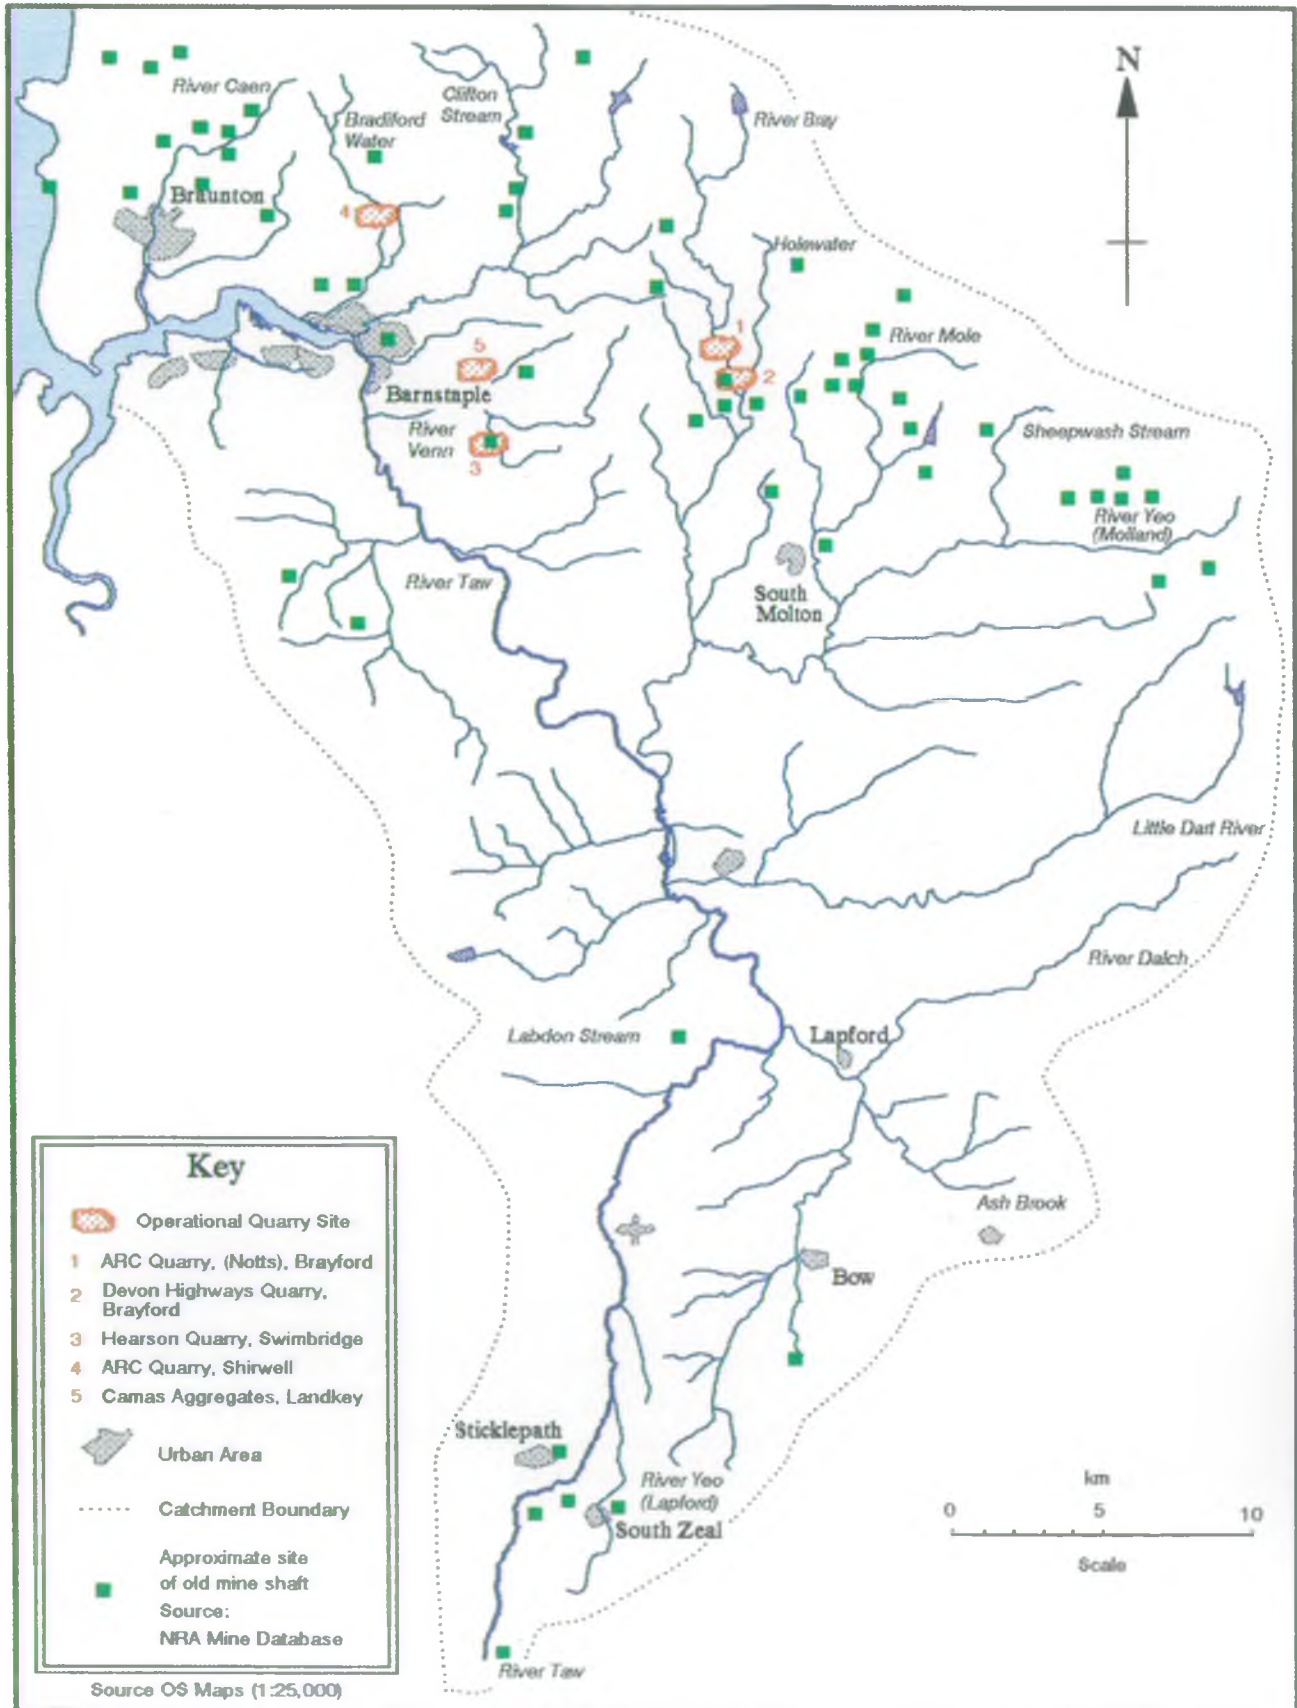 N
River Caen
Clifton
Stream
Bradiford
Water
River Bray
Braunton
4
Holewater
1
River Mole
5
2
Barnstaple
River
Venn
3
Sheepwash Stream
River Yeo
(Molland)
River Taw
South
Molton
Little Dart River
River Dalch
Labdon Stream
Lapford
Ash Brook
Bow
Sticklepath
River Yeo
(Lapford)
South Zeal
River Taw
km
0 5 10
Scale
Key
Operational Quarry Site
1 ARC Quarry, (Notts), Brayford
2 Devon Highways Quarry,
Brayford
3 Hearson Quarry, Swimbridge
4 ARC Quarry, Shirwell
5 Camas Aggregates, Landkey
Urban Area
Catchment Boundary
Approximate site
of old mine shaft
Source:
NRA Mine Database
Source OS Maps (1:25,000)